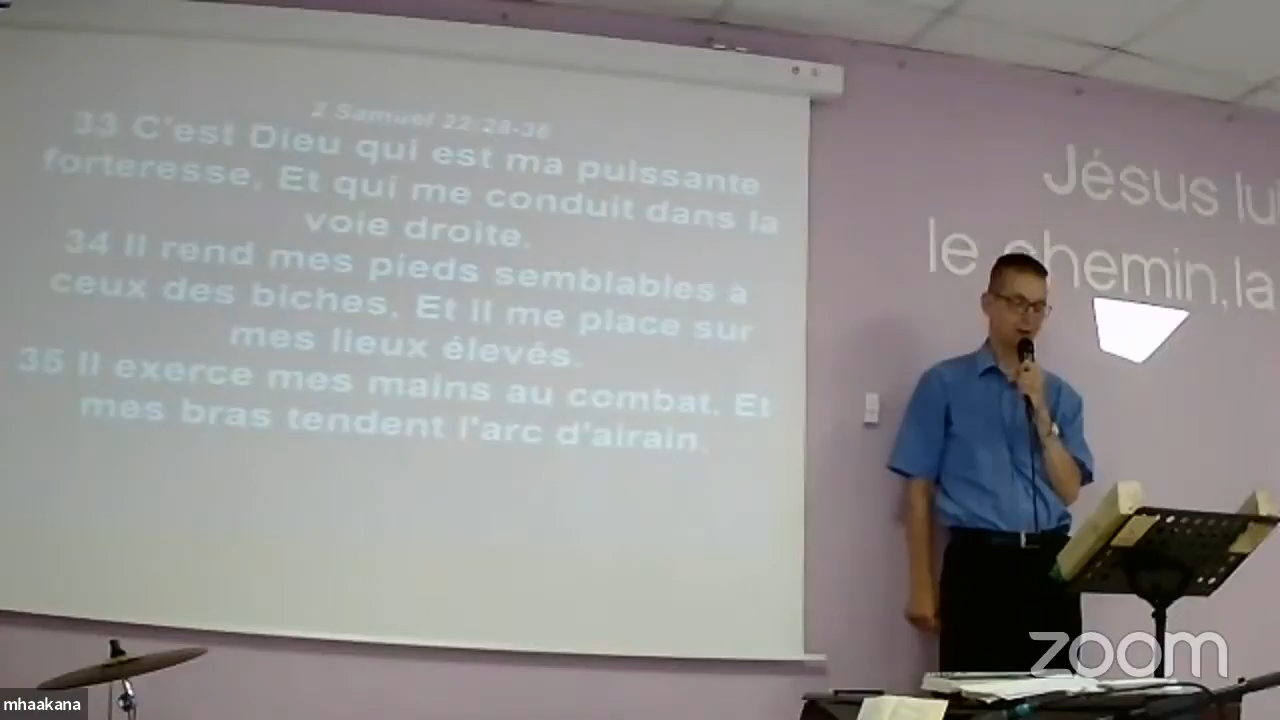 2 Samuel 22:28-36
33 C'est Dieu qui est ma puissante
forteresse, Et qui me conduit dans la
voie droite.
34 Il rend mes pieds semblables à
ceux des biches, Et Il me place sur
mes lieux élevés.
35 Il exerce mes mains au combat, Et
mes bras tendent l'arc d'airain.
Jésus lu
le chemin,la
zoom
mhaakana